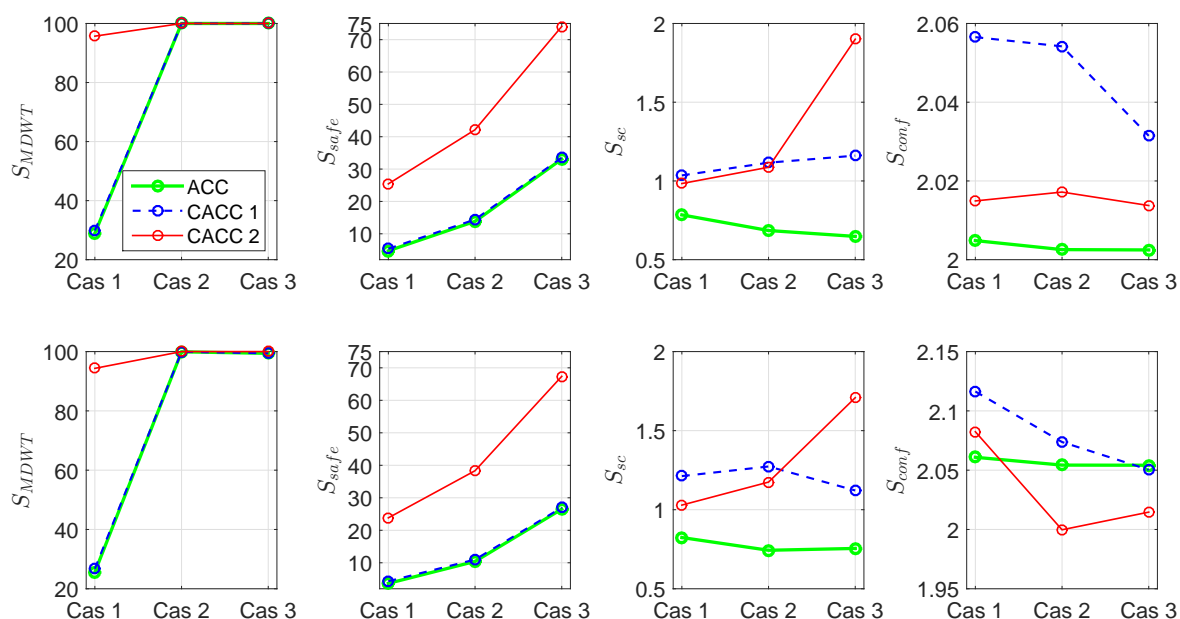 S_MDWT
100
80
60
40
20
Cas 1 Cas 2 Cas 3
ACC
CACC 1
CACC 2
S_safe
75
70
60
50
40
30
20
10
Cas 1 Cas 2 Cas 3
S_sc
2
1.5
1
0.5
Cas 1 Cas 2 Cas 3
S_conf
2.06
2.04
2.02
2
Cas 1 Cas 2 Cas 3
S_MDWT
100
80
60
40
20
Cas 1 Cas 2 Cas 3
S_safe
75
70
60
50
40
30
20
10
Cas 1 Cas 2 Cas 3
S_sc
2
1.5
1
0.5
Cas 1 Cas 2 Cas 3
S_conf
2.15
2.1
2.05
2
1.95
Cas 1 Cas 2 Cas 3